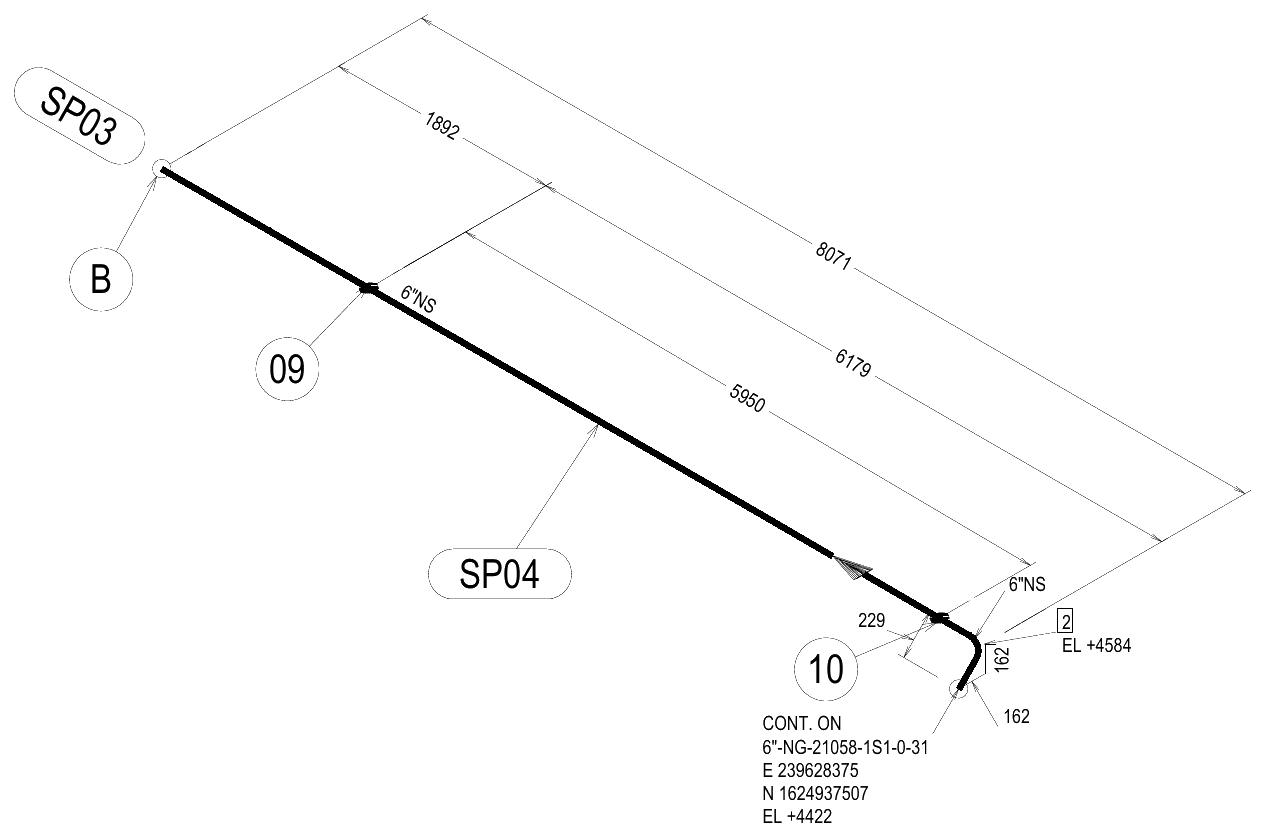 SP03
1892
8071
B
6"NS
09
6179
5950
SP04
6"NS
229
2
EL +4584
162
10
162
CONT. ON
6"-NG-21058-1S1-0-31
E 239628375
N 1624937507
EL +4422